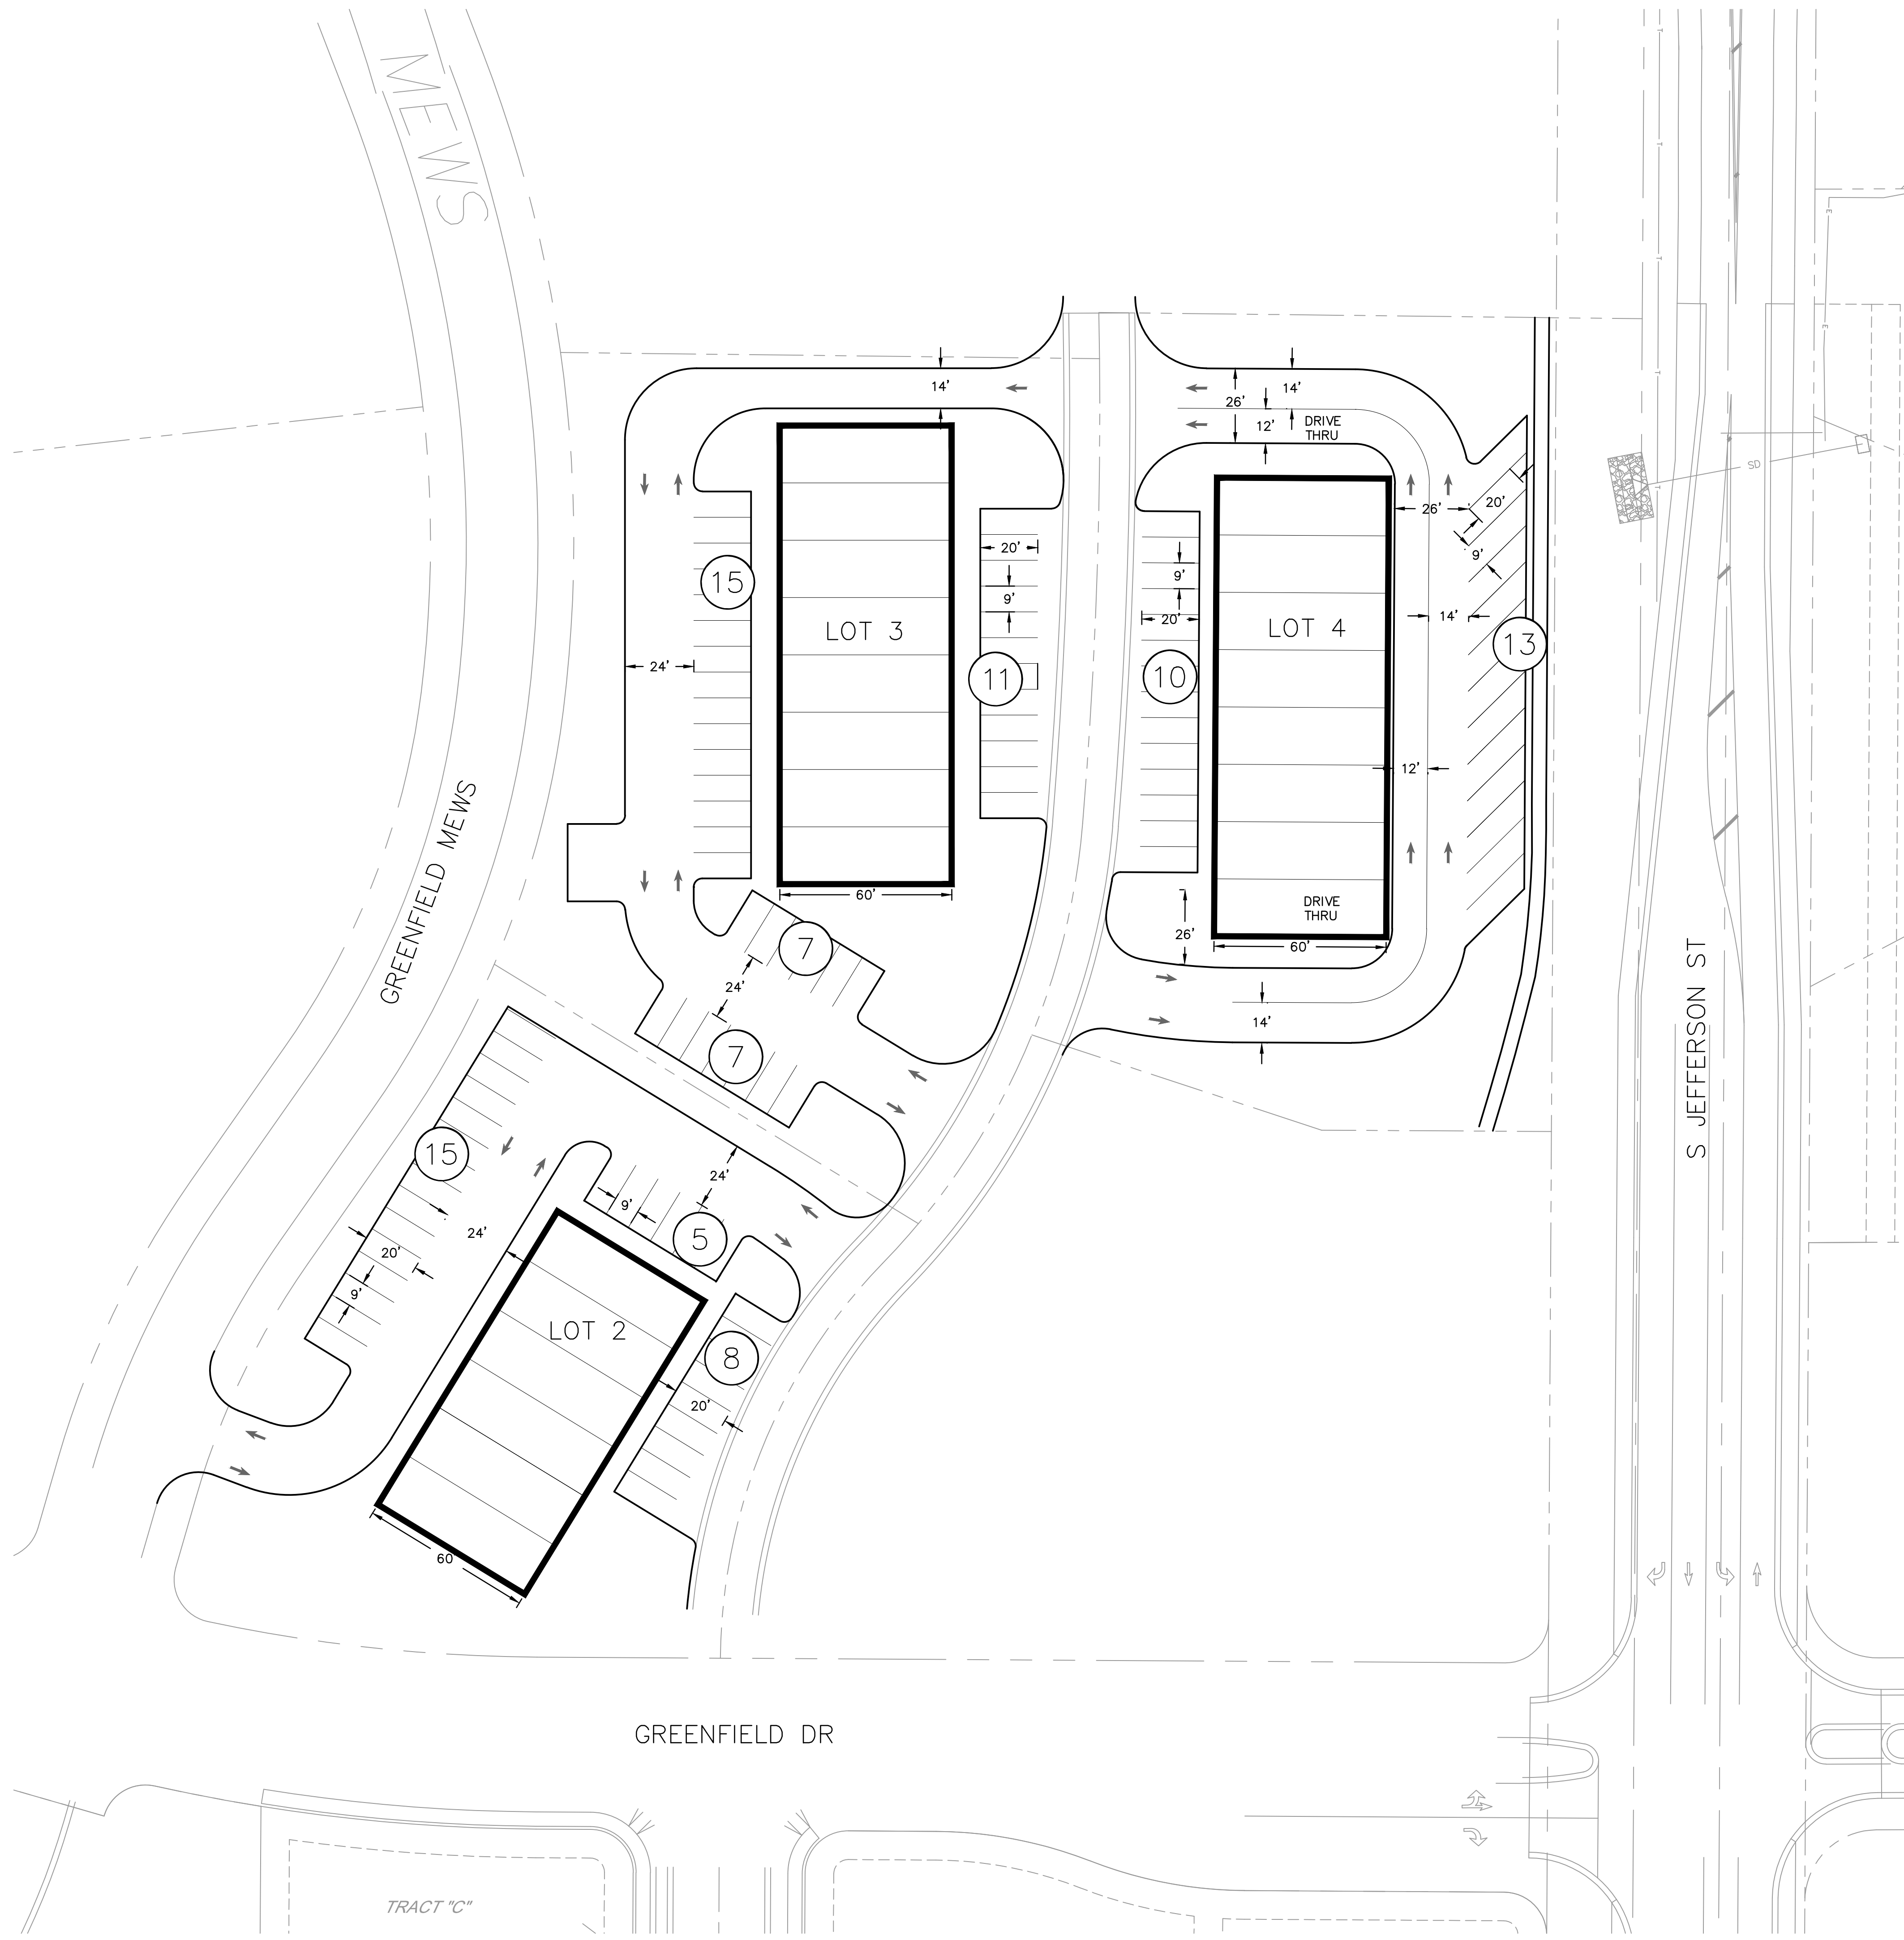 MEWS
T
T
T
T
T
E
E
SD
14'
14'
26'
12'
DRIVE
THRU
26'
20'
9'
20'
9'
9'
20'
14'
15
LOT 3
LOT 4
13
11
10
24'
12'
60'
DRIVE
THRU
26'
60'
14'
7
24'
7
GREENFIELD MEWS
S JEFFERSON ST
15
24'
9'
5
24'
20'
9'
LOT 2
8
20'
60
GREENFIELD DR
TRACT "C"